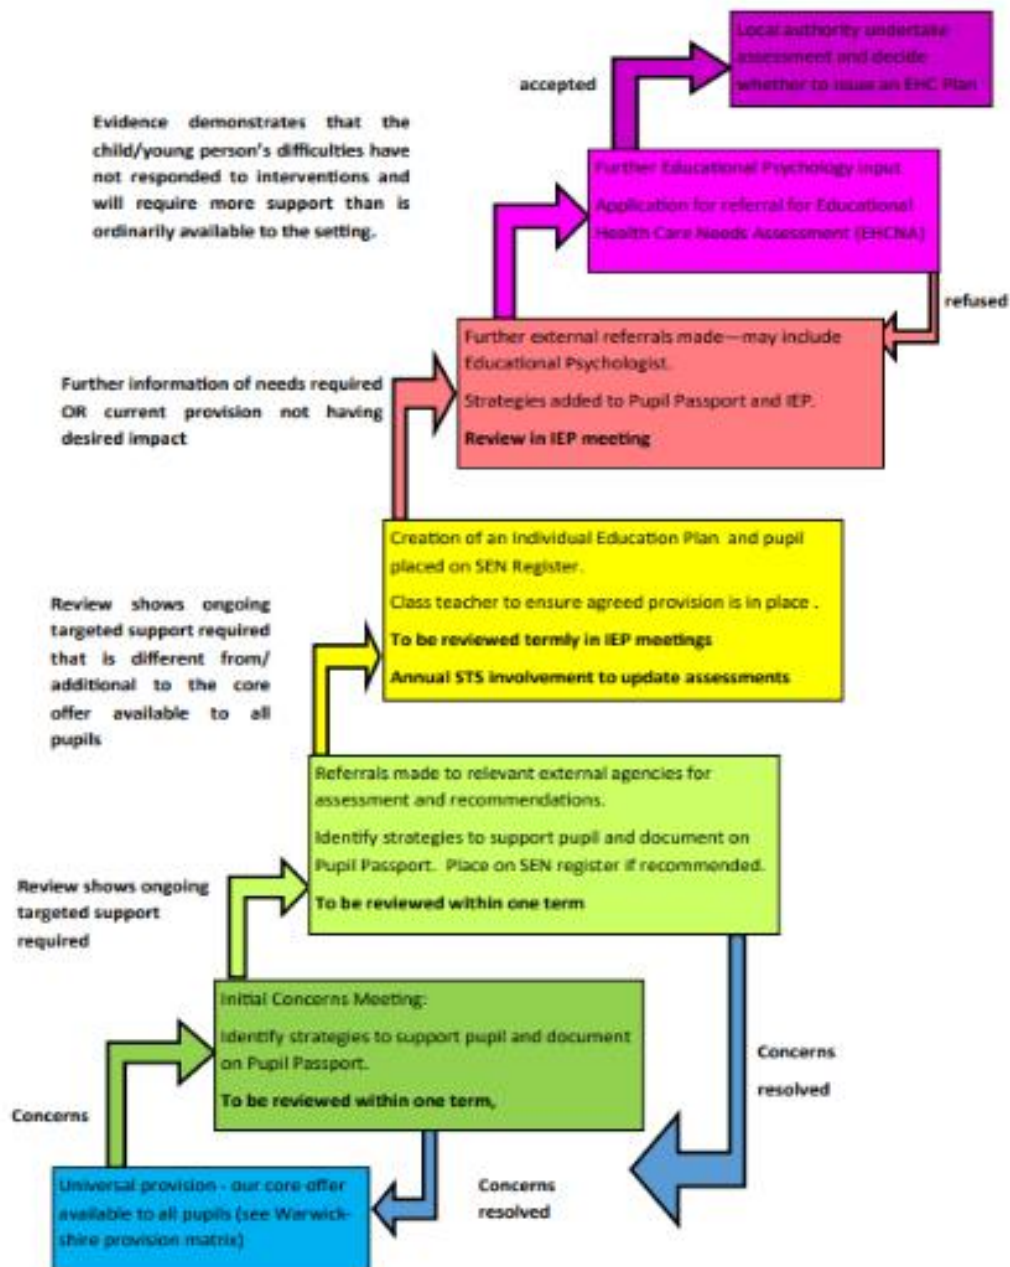 Local authority undertake
assessment and decide
whether to issue an EHC Plan
accepted
Evidence demonstrates that the
child/young person's difficulties have
not responded to interventions and
will require more support than is
ordinarily available to the setting.
Further Educational Psychology input
Application for referral for Educational
Health Care Needs Assessment (EHCNA)
refused
Further external referrals made—may include
Educational Psychologist.
Strategies added to Pupil Passport and IEP.
Review in IEP meeting
Further information of needs required
OR current provision not having
desired impact
Creation of an Individual Education Plan and pupil
placed on SEN Register.
Class teacher to ensure agreed provision is in place .
To be reviewed termly in IEP meetings
Annual STS involvement to update assessments
Review shows ongoing
targeted support required
that is different from/
additional to the core
offer available to all
pupils
Referrals made to relevant external agencies for
assessment and recommendations.
Identify strategies to support pupil and document on
Pupil Passport. Place on SEN register if recommended.
To be reviewed within one term
Review shows ongoing
targeted support
required
Initial Concerns Meeting:
Identify strategies to support pupil and document
on Pupil Passport.
To be reviewed within one term,
Concerns
resolved
Concerns
Universal provision - our core offer
available to all pupils (see Warwick-
shire provision matrix)
Concerns
resolved